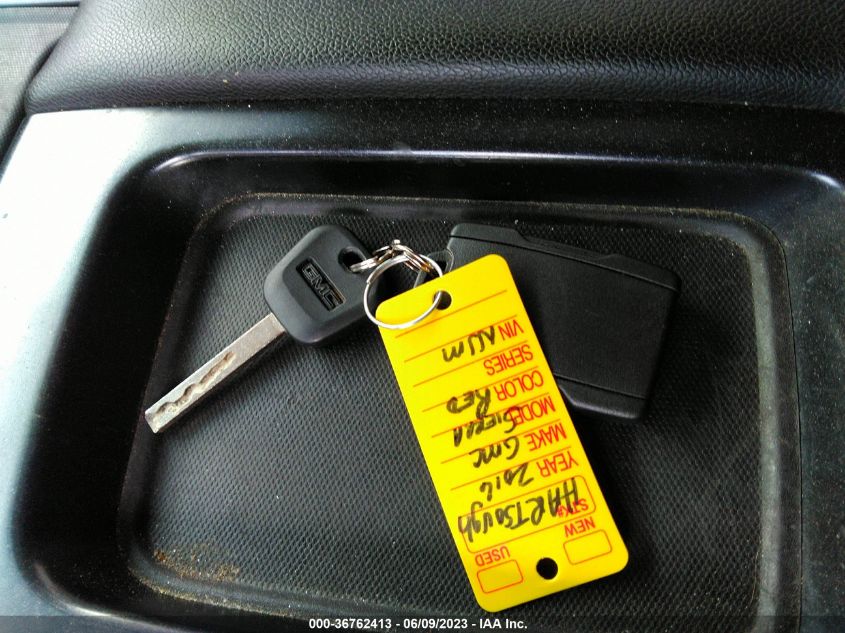 GMC
NEW USED
STK# HARTSough
YEAR 2016
MAKE Gmc
MODEL SIERRA
COLOR RED
SERIES
VIN
000-36762413 - 06/09/2023 - IAA Inc.